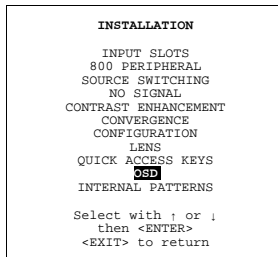 INSTALLATION
INPUT SLOTS
800 PERIPHERAL
SOURCE SWITCHING
NO SIGNAL
CONTRAST ENHANCEMENT
CONVERGENCE
CONFIGURATION
LENS
QUICK ACCESS KEYS
OSD
INTERNAL PATTERNS
Select with ↑ or ↓
then <ENTER>
<EXIT> to return